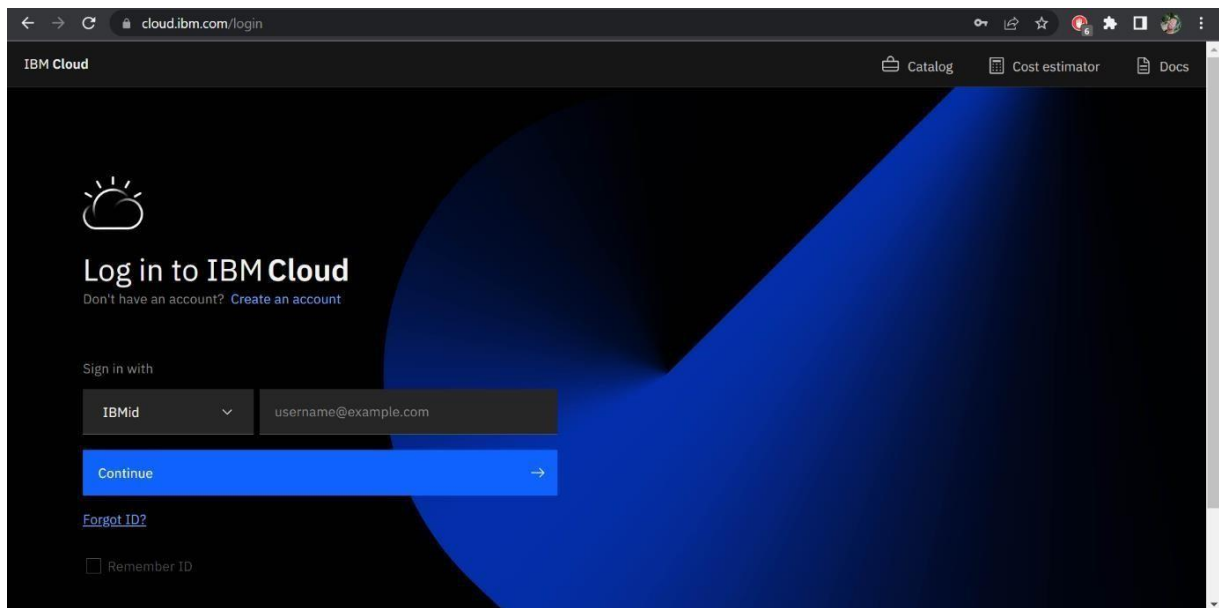 cloud.ibm.com/login
6
IBM Cloud
Catalog
Cost estimator
Docs
Log in to IBM Cloud
Don't have an account? Create an account
Sign in with
IBMid
username@example.com
Continue
Forgot ID?
Remember ID